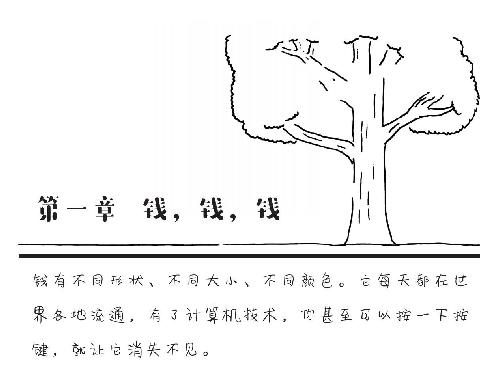 第一章 钱，钱，钱
钱有不同形状、不同大小、不同颜色。它每天都在世
界各地流通，有了计算机技术，你甚至可以按一下按
键，就让它消失不见。